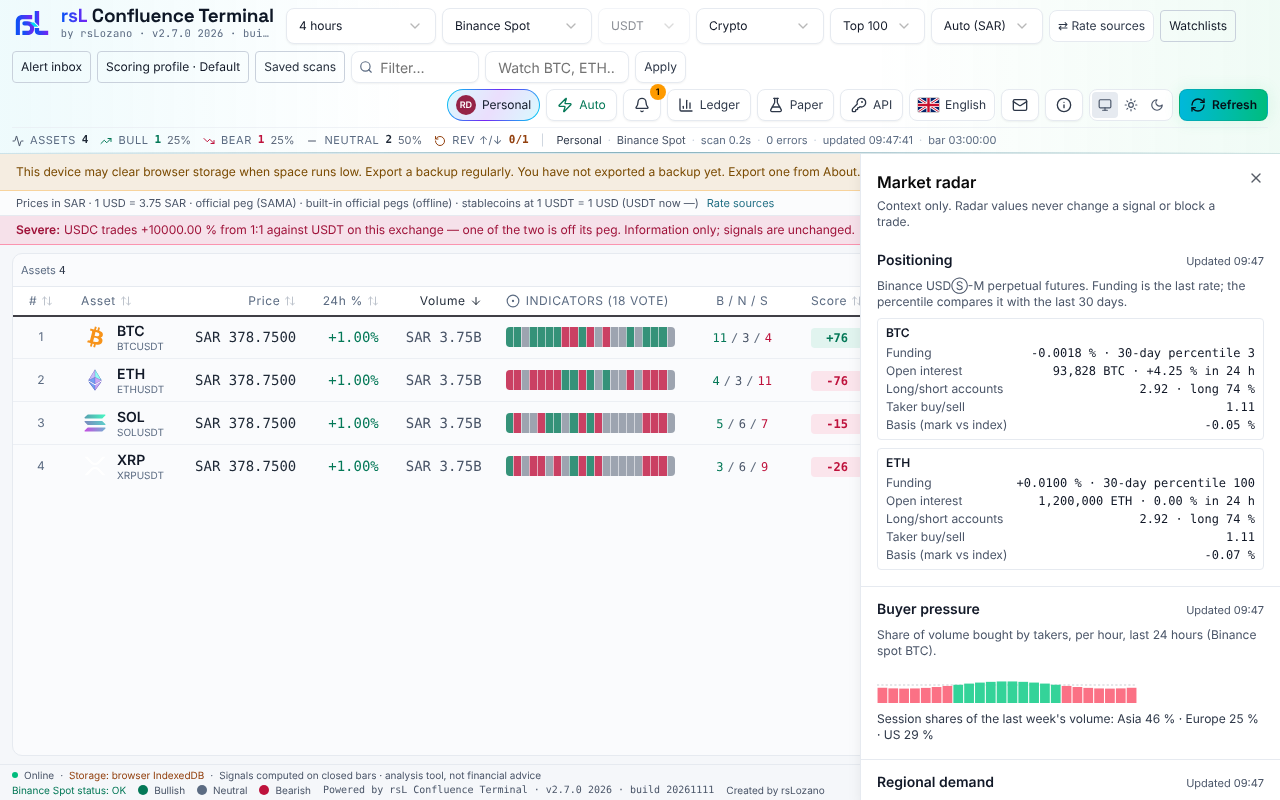 rsL Confluence Terminal
by rsLozano · v2.7.0 2026 · bui…
4 hours
Binance Spot
USDT
Crypto
Top 100
Auto (SAR)
⇄ Rate sources
Watchlists
Alert inbox
Scoring profile · Default
Saved scans
Filter...
Watch BTC, ETH..
Apply
RD Personal
Auto
1
Ledger
Paper
API
English
Refresh
ASSETS 4 BULL 1 25% BEAR 1 25% NEUTRAL 2 50% REV ↑/↓ 0/1 Personal · Binance Spot · scan 0.2s · 0 errors · updated 09:47:41 · bar 03:00:00
This device may clear browser storage when space runs low. Export a backup regularly. You have not exported a backup yet. Export one from About.
Prices in SAR · 1 USD = 3.75 SAR · official peg (SAMA) · built-in official pegs (offline) · stablecoins at 1 USDT = 1 USD (USDT now —) Rate sources
Severe: USDC trades +10000.00 % from 1:1 against USDT on this exchange — one of the two is off its peg. Information only; signals are unchanged.
Assets 4
# Asset Price 24h % Volume ↓ INDICATORS (18 VOTE) B / N / S Score
1 BTC BTCUSDT SAR 378.7500 +1.00% SAR 3.75B 11 / 3 / 4 +76
2 ETH ETHUSDT SAR 378.7500 +1.00% SAR 3.75B 4 / 3 / 11 -76
3 SOL SOLUSDT SAR 378.7500 +1.00% SAR 3.75B 5 / 6 / 7 -15
4 XRP XRPUSDT SAR 378.7500 +1.00% SAR 3.75B 3 / 6 / 9 -26
Market radar
Context only. Radar values never change a signal or block a
trade.
Positioning Updated 09:47
Binance USDⓈ-M perpetual futures. Funding is the last rate; the
percentile compares it with the last 30 days.
BTC
Funding -0.0018 % · 30-day percentile 3
Open interest 93,828 BTC · +4.25 % in 24 h
Long/short accounts 2.92 · long 74 %
Taker buy/sell 1.11
Basis (mark vs index) -0.05 %
ETH
Funding +0.0100 % · 30-day percentile 100
Open interest 1,200,000 ETH · 0.00 % in 24 h
Long/short accounts 2.92 · long 74 %
Taker buy/sell 1.11
Basis (mark vs index) -0.07 %
Buyer pressure Updated 09:47
Share of volume bought by takers, per hour, last 24 hours (Binance
spot BTC).
Session shares of the last week's volume: Asia 46 % · Europe 25 %
· US 29 %
Regional demand Updated 09:47
Online · Storage: browser IndexedDB · Signals computed on closed bars · analysis tool, not financial advice
Binance Spot status: OK Bullish Neutral Bearish Powered by rsL Confluence Terminal · v2.7.0 2026 · build 20261111 Created by rsLozano